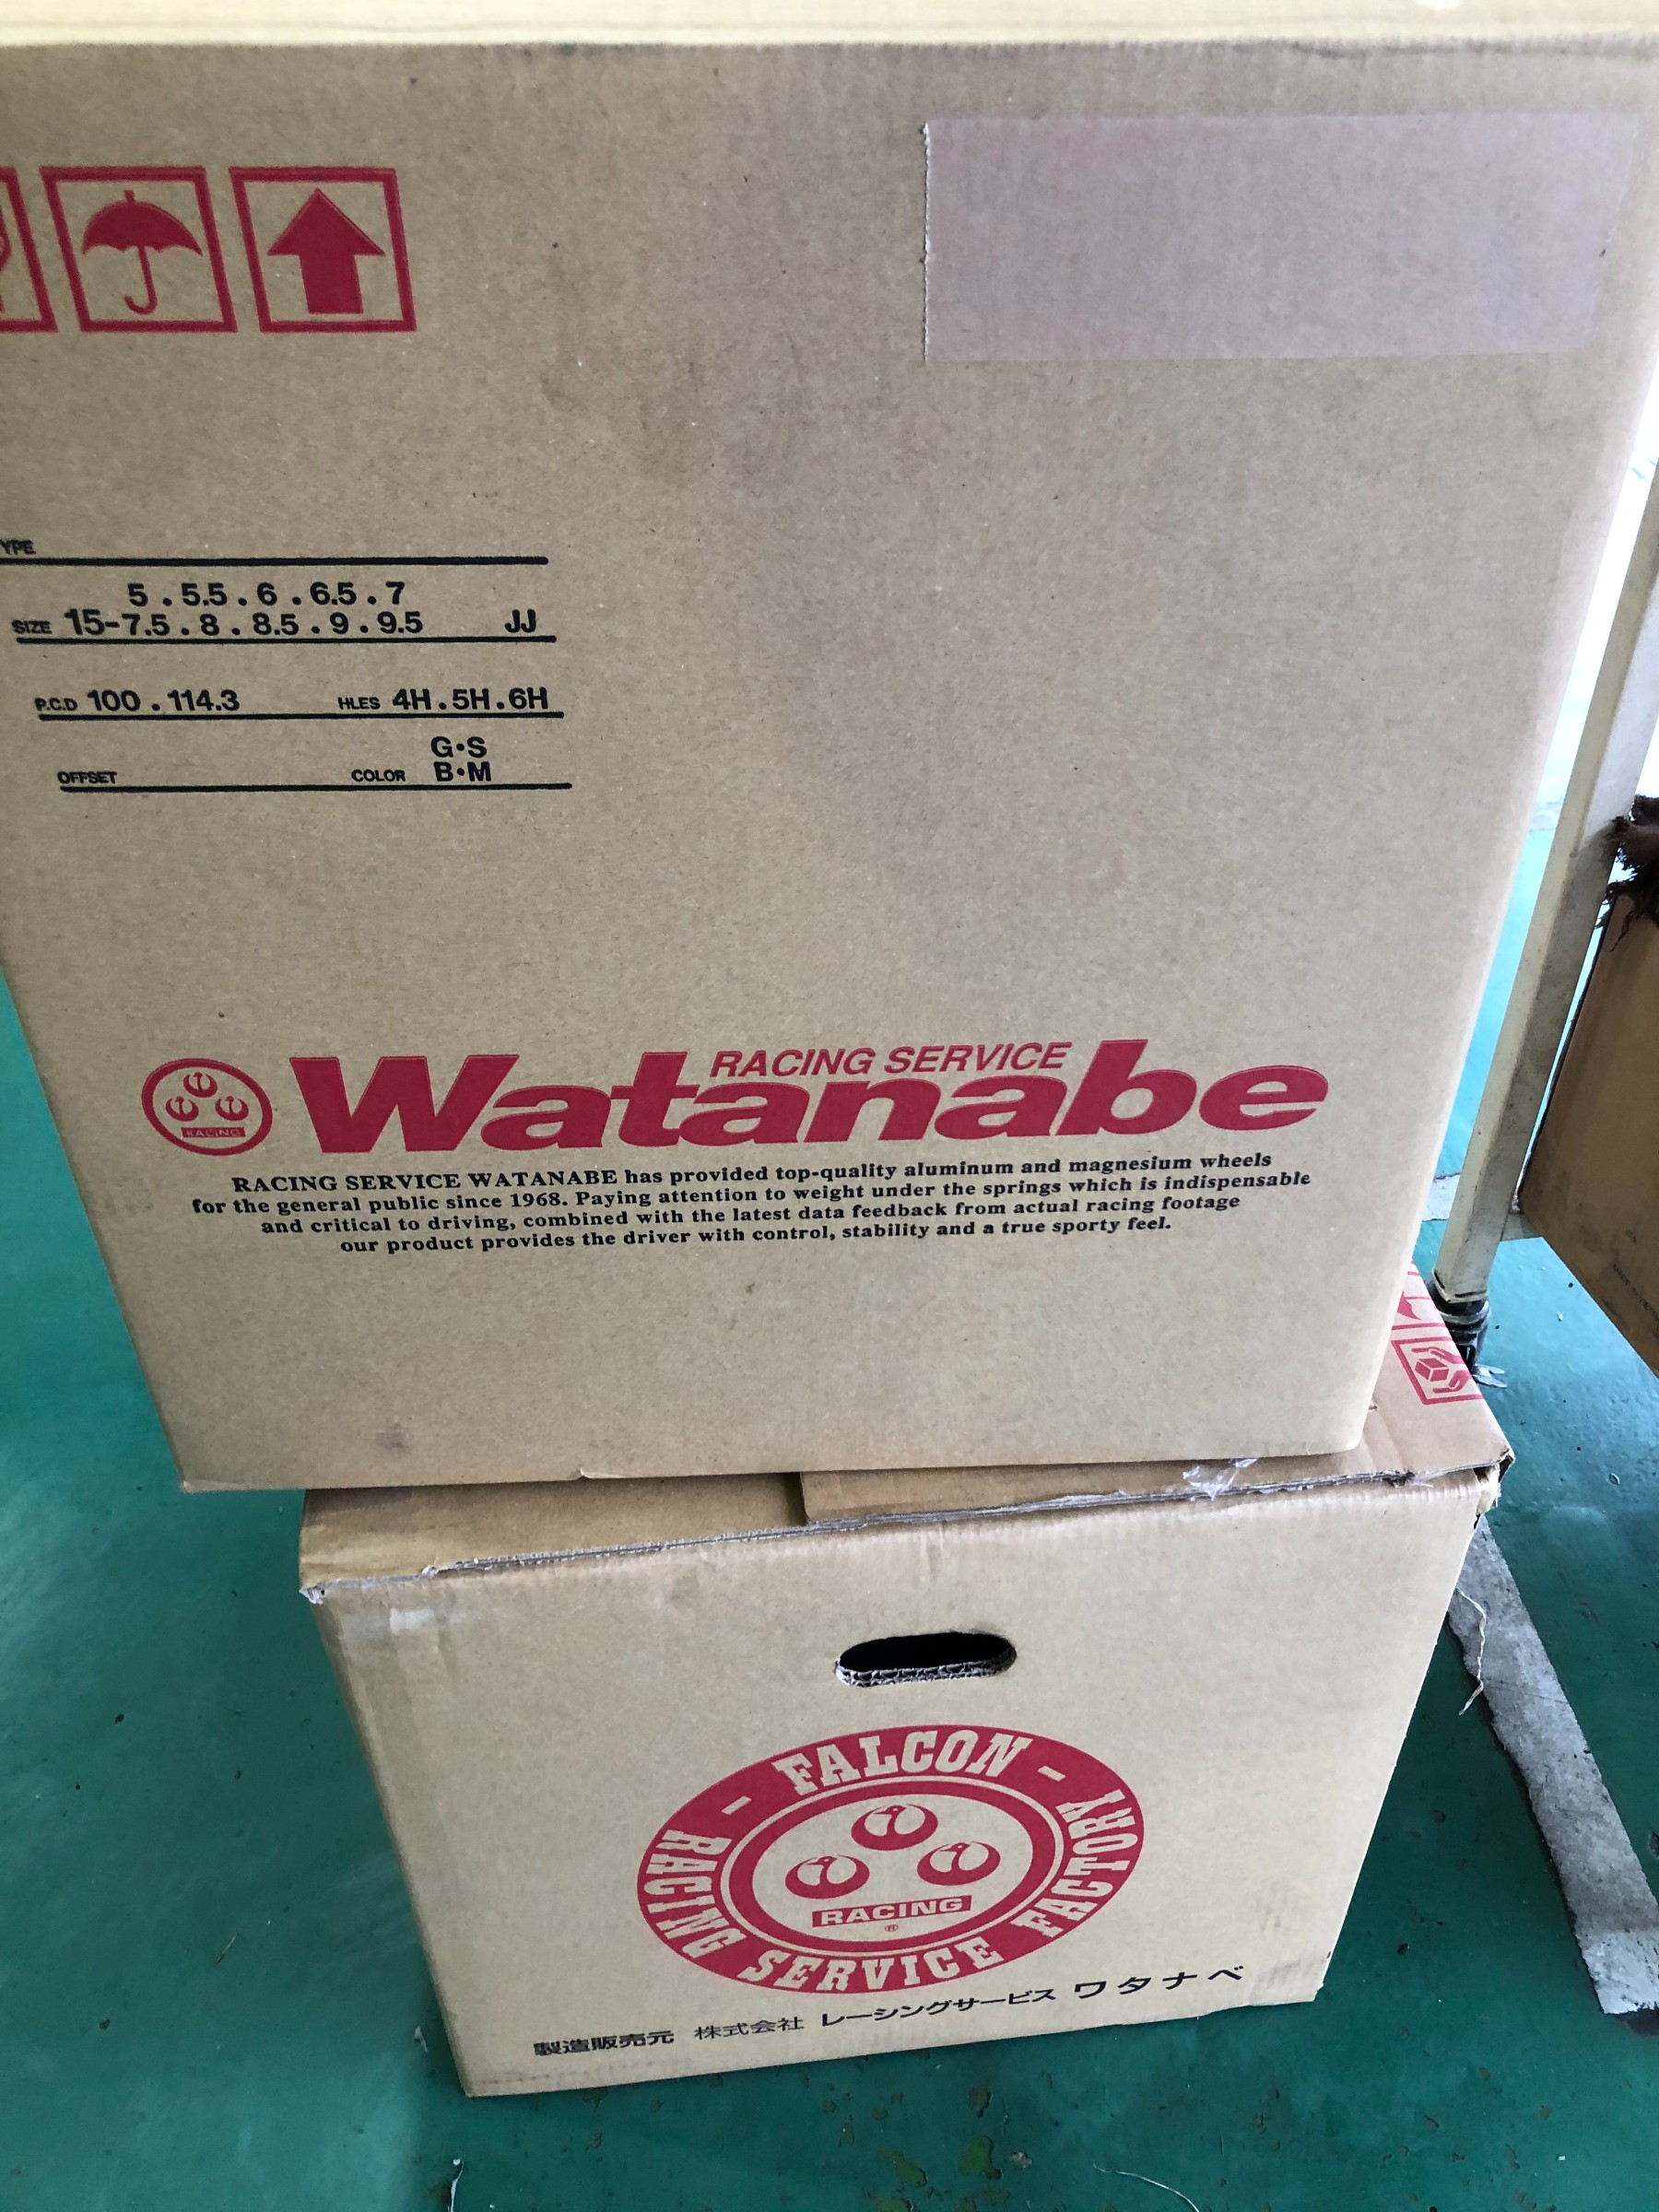 YPE
5 . 5.5 . 6 . 6.5 . 7
SIZE 15-7.5 . 8 . 8.5 . 9 . 9.5 JJ
P.C.D 100 . 114.3 HLES 4H . 5H . 6H
G•S
OFFSET COLOR B•M
RACING SERVICE
Watanabe
RACING
RACING SERVICE WATANABE has provided top-quality aluminum and magnesium wheels
for the general public since 1968. Paying attention to weight under the springs which is indispensable
and critical to driving, combined with the latest data feedback from actual racing footage
our product provides the driver with control, stability and a true sporty feel.
- FALCON -
RACING SERVICE FACTORY
RACING
®
製造販売元 株式会社 レーシングサービス ワタナベ